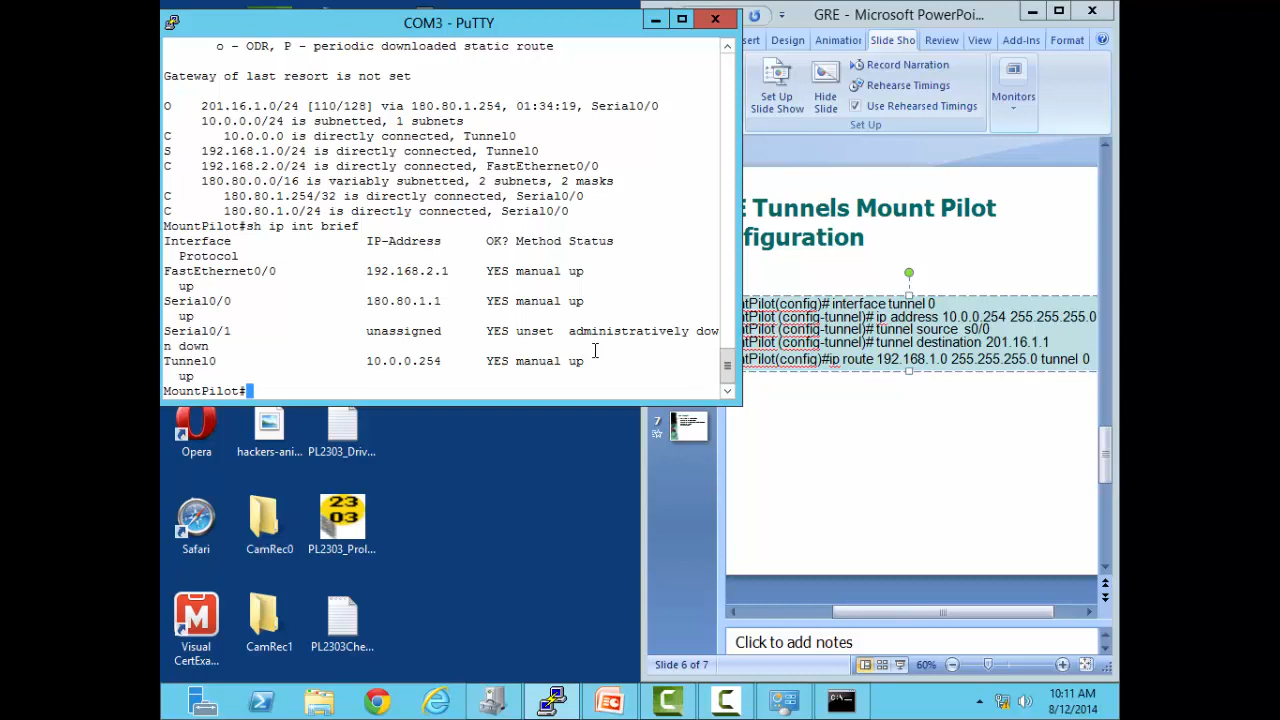 COM3 - PuTTY
o - ODR, P - periodic downloaded static route
Gateway of last resort is not set
O 201.16.1.0/24 [110/128] via 180.80.1.254, 01:34:19, Serial0/0
10.0.0.0/24 is subnetted, 1 subnets
C 10.0.0.0 is directly connected, Tunnel0
S 192.168.1.0/24 is directly connected, Tunnel0
C 192.168.2.0/24 is directly connected, FastEthernet0/0
180.80.0.0/16 is variably subnetted, 2 subnets, 2 masks
C 180.80.1.254/32 is directly connected, Serial0/0
C 180.80.1.0/24 is directly connected, Serial0/0
MountPilot#sh ip int brief
Interface IP-Address OK? Method Status
Protocol
FastEthernet0/0 192.168.2.1 YES manual up
up
Serial0/0 180.80.1.1 YES manual up
up
Serial0/1 unassigned YES unset administratively dow
n down
Tunnel0 10.0.0.254 YES manual up
up
MountPilot#
GRE - Microsoft PowerPoi...
sert Design Animation Slide Sho Review View Add-Ins Format
Set Up
Slide Show
Hide
Slide
Record Narration
Rehearse Timings
Use Rehearsed Timings
Set Up
Monitors
E Tunnels Mount Pilot
figuration
ntPilot(config)# interface tunnel 0
ntPilot (config-tunnel)# ip address 10.0.0.254 255.255.255.0
ntPilot (config-tunnel)# tunnel source s0/0
ntPilot (config-tunnel)# tunnel destination 201.16.1.1
ntPilot(config)#ip route 192.168.1.0 255.255.255.0 tunnel 0
7
Click to add notes
Slide 6 of 7
60%
Opera
hackers-ani...
PL2303_Driv...
Safari
CamRec0
23
03
PL2303_Prol...
Visual
CertExa...
CamRec1
PL2303Che...
10:11 AM
8/12/2014